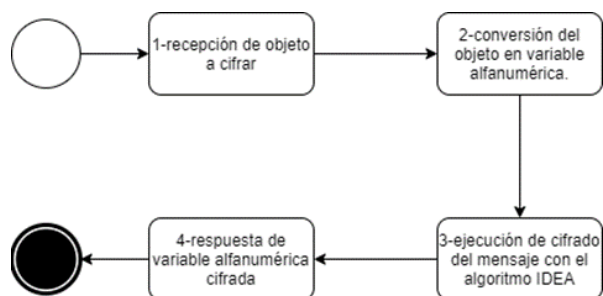 1-recepción de objeto
a cifrar
2-conversión del
objeto en variable
alfanumérica.
3-ejecución de cifrado
del mensaje con el
algoritmo IDEA
4-respuesta de
variable alfanumérica
cifrada